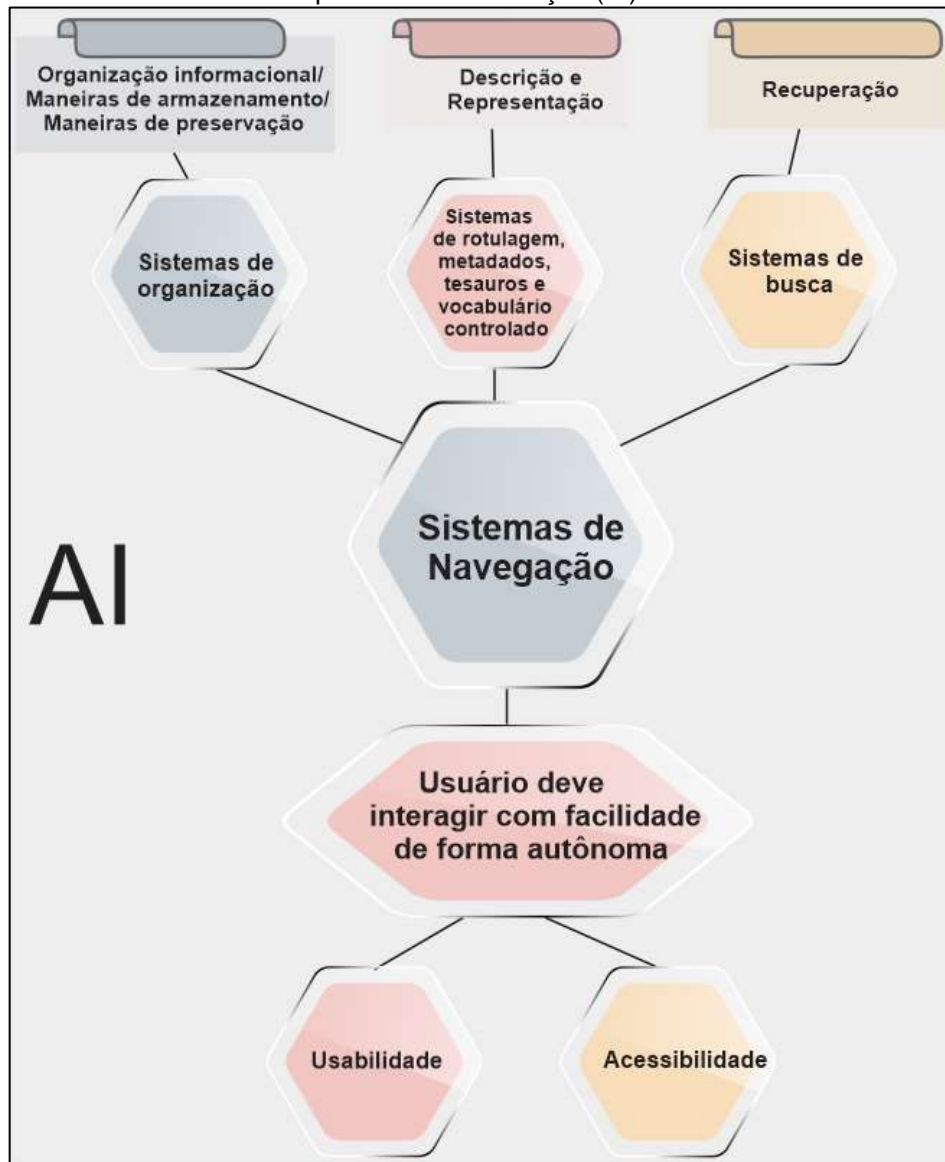 Organização informacional/
Maneiras de armazenamento/
Maneiras de preservação
Descrição e
Representação
Recuperação
Sistemas de
organização
Sistemas
de rotulagem,
metadados,
tesauros e
vocabulário
controlado
Sistemas de
busca
Sistemas de
Navegação
AI
Usuário deve
interagir com facilidade
de forma autônoma
Usabilidade
Acessibilidade